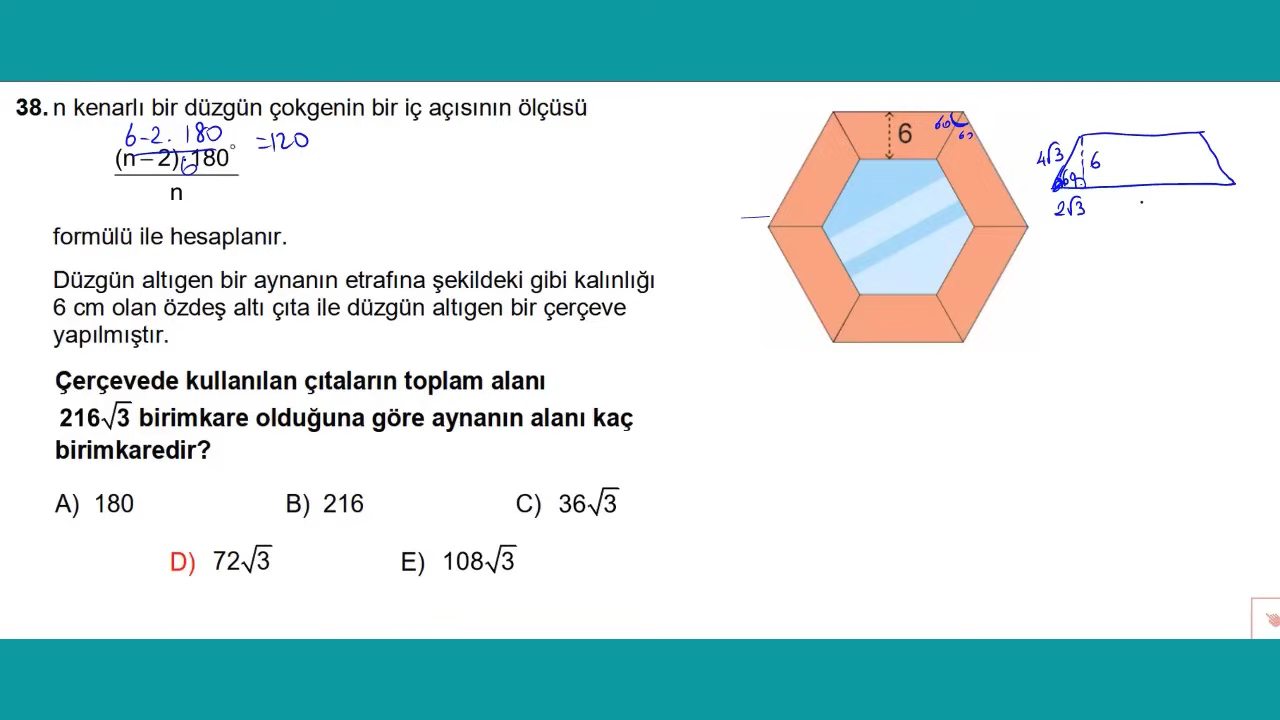 38. n kenarlı bir düzgün çokgenin bir iç açısının ölçüsü
6-2. 180 =120
6
(n – 2).180°
n
formülü ile hesaplanır.
Düzgün altıgen bir aynanın etrafına şekildeki gibi kalınlığı
6 cm olan özdeş altı çıta ile düzgün altıgen bir çerçeve
yapılmıştır.
Çerçevede kullanılan çıtaların toplam alanı
216√3 birimkare olduğuna göre aynanın alanı kaç
birimkaredir?
A) 180 B) 216 C) 36√3
D) 72√3 E) 108√3
6
60
60
4√3
6
60
2√3